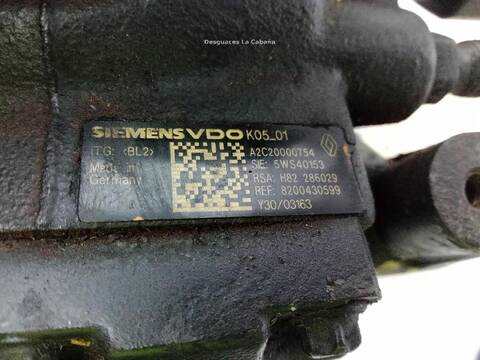 Desguaces La Cabaña
SIEMENS VDO K05_01
ITG: <BL2> A2C20000754
Made in SIE: 5WS40153
Germany RSA: H82 286029
REF: 8200430599
Y30/03163